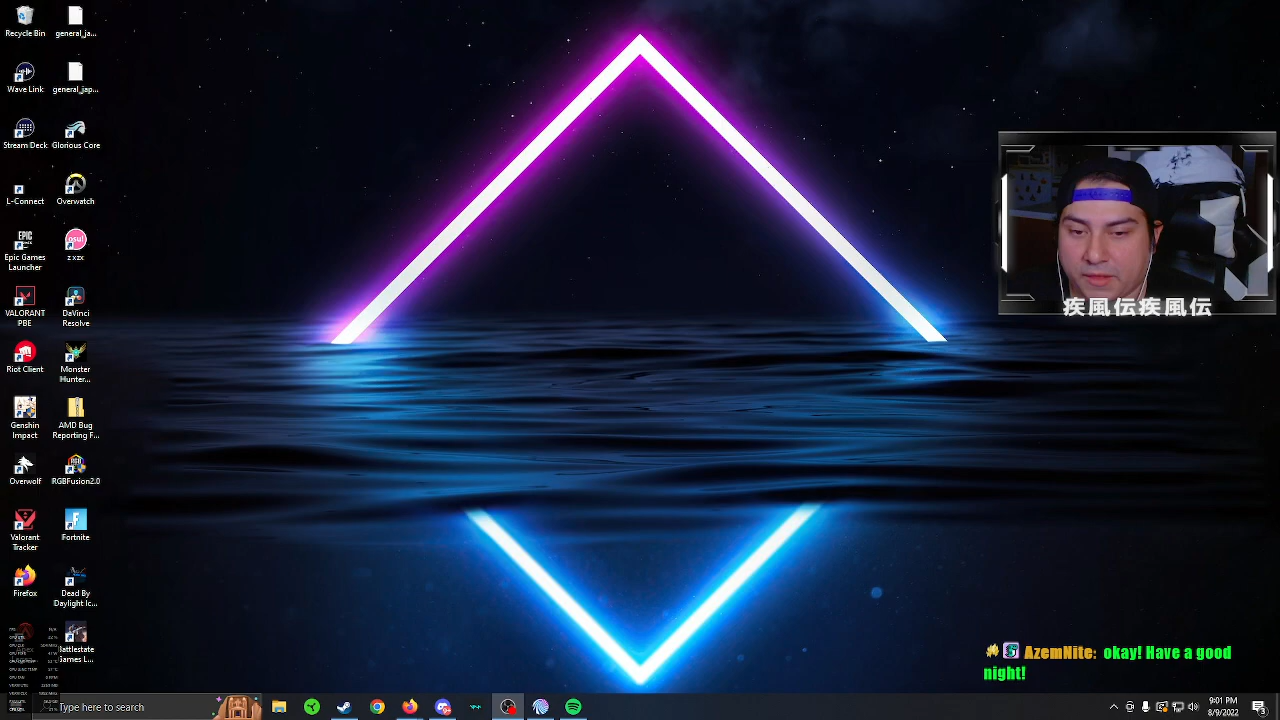 Recycle Bin
general_ja...
Wave Link
general_jap...
Stream Deck
Glorious Core
L-Connect
Overwatch
EPIC
GAMES
Epic Games
Launcher
osu!
zxxx
VALORANT
PBE
DaVinci
Resolve
Riot Client
Monster
Hunter...
Genshin
Impact
AMD Bug
Reporting F...
Overwolf
RGBFusion2.0
Valorant
Tracker
Fortnite
Firefox
Dead By
Daylight Ic...
疾風伝疾風伝
AzemNite: okay! Have a good
night!
Type here to search
9:01 PM
8/9/2022